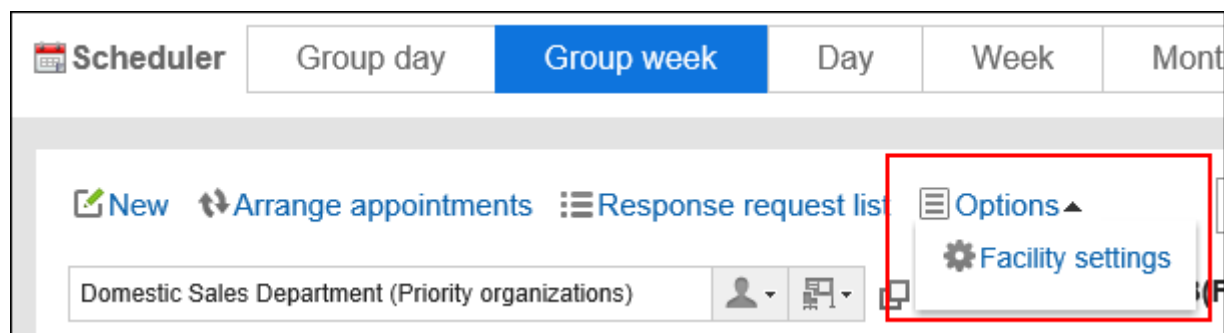 Scheduler Group day Group week Day Week Mont
New Arrange appointments Response request list Options
Facility settings
Domestic Sales Department (Priority organizations)